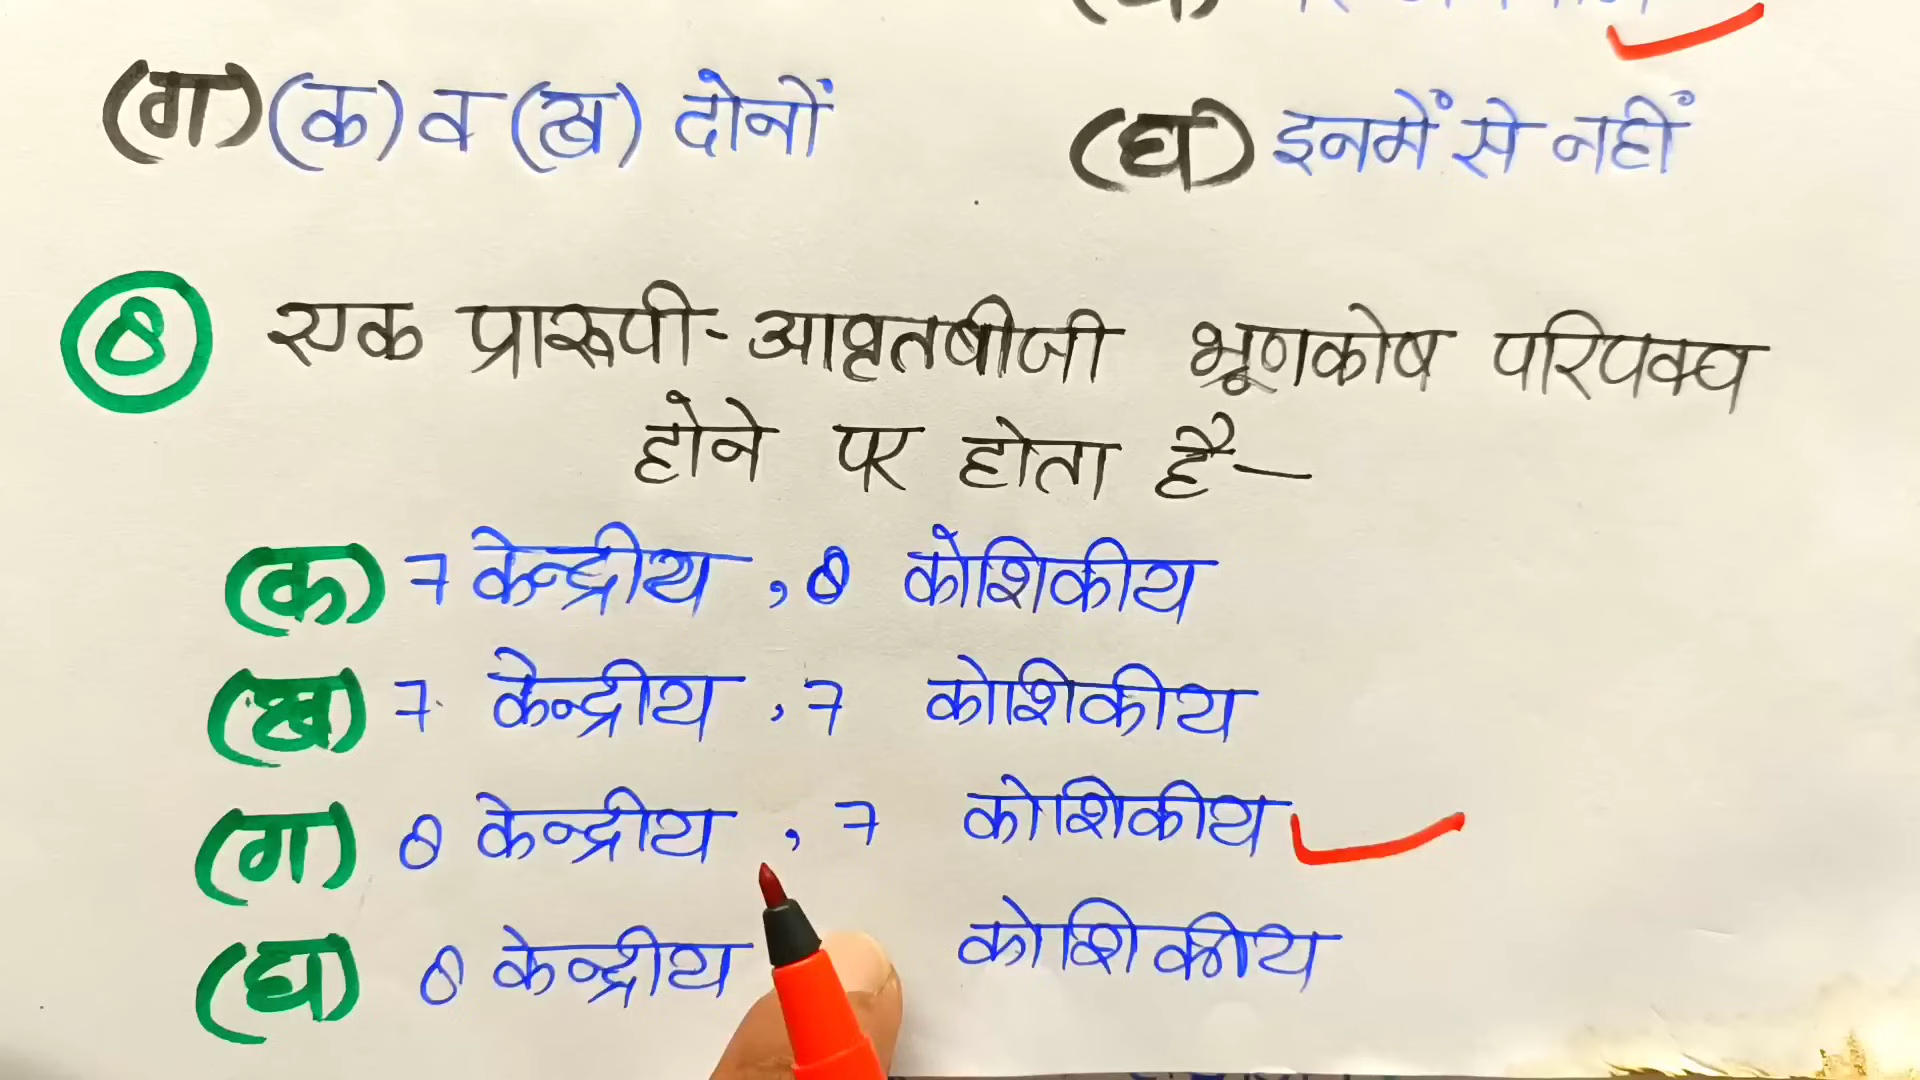 (ग) (क) व (ख) दोनों (घ) इनमें से नहीं
8 एक प्रारूपी-आवृतबीजी भ्रूणकोष परिपक्व
होने पर होता है-
(क) 7 केन्द्रीय , 8 कोशिकीय
(ख) 7 केन्द्रीय , 7 कोशिकीय
(ग) 8 केन्द्रीय , 7 कोशिकीय
(घ) 8 केन्द्रीय कोशिकीय